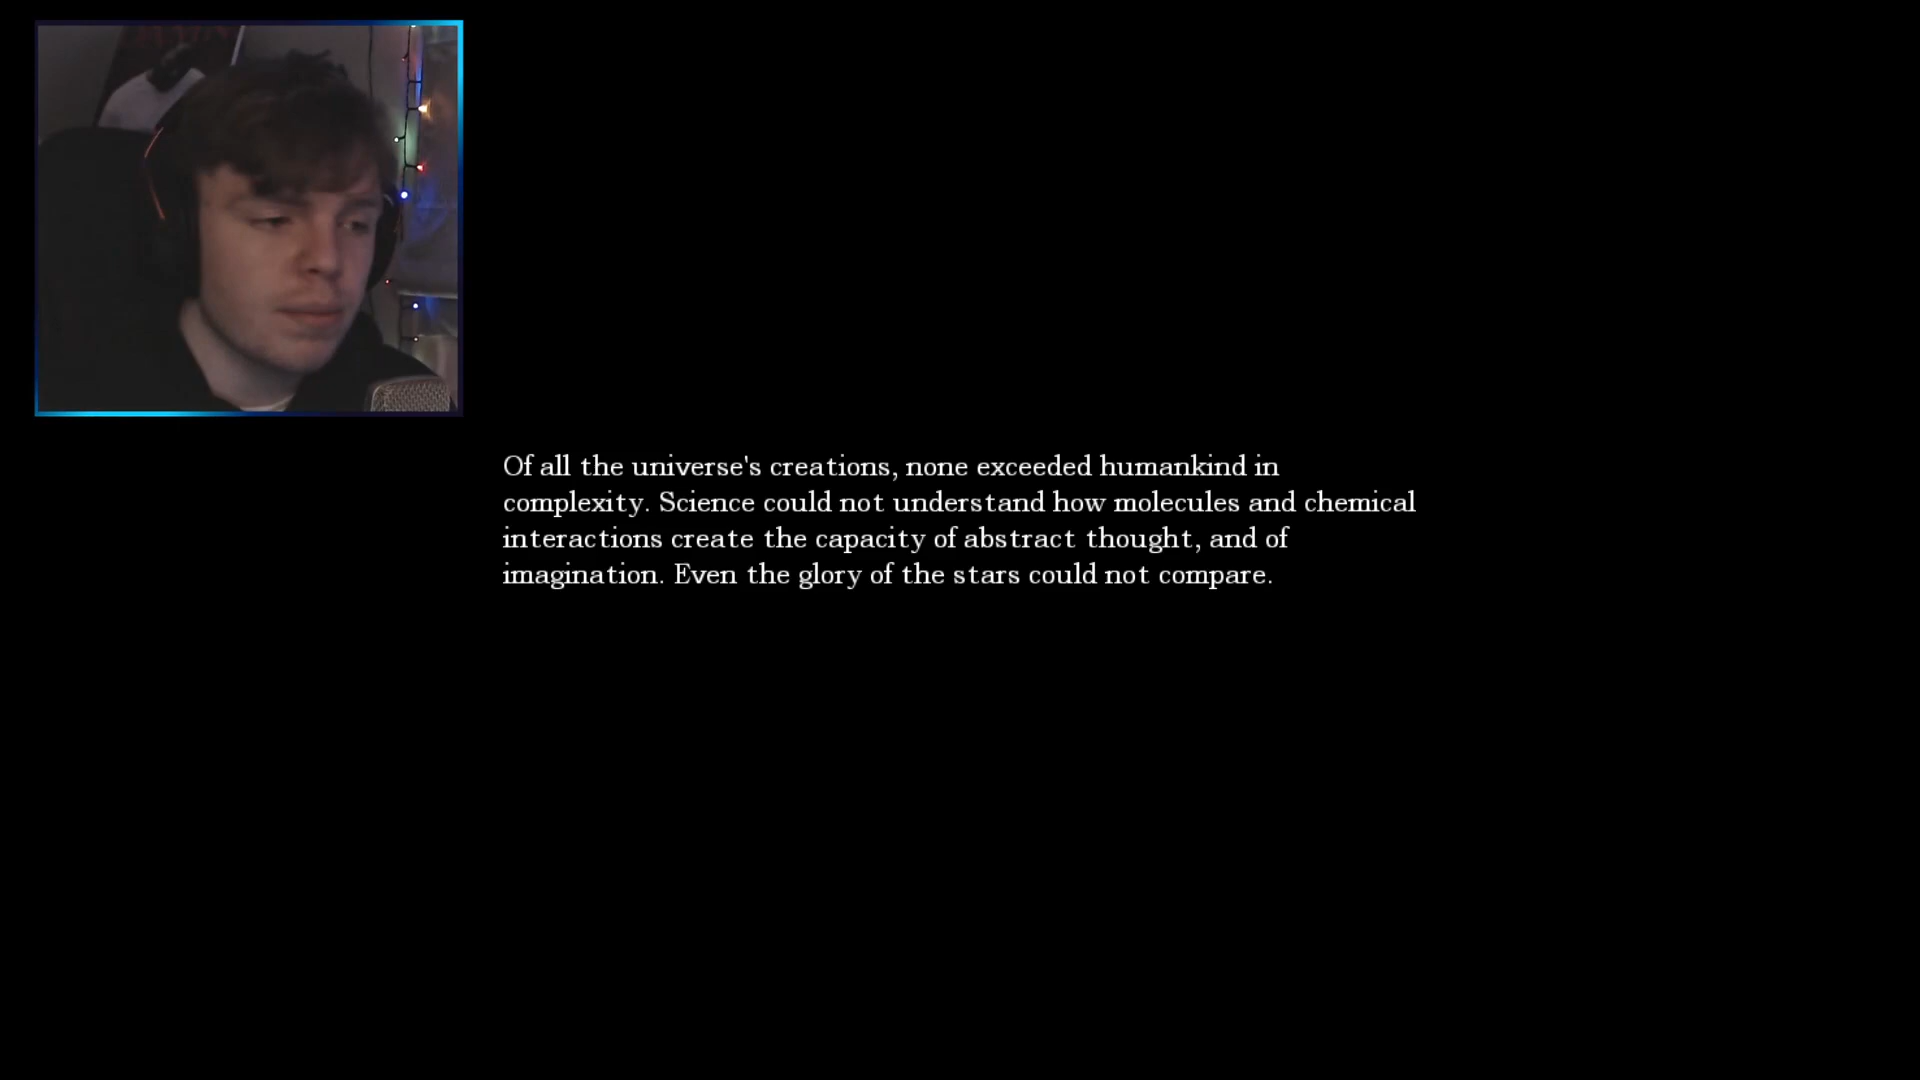 Of all the universe's creations, none exceeded humankind in
complexity. Science could not understand how molecules and chemical
interactions create the capacity of abstract thought, and of
imagination. Even the glory of the stars could not compare.